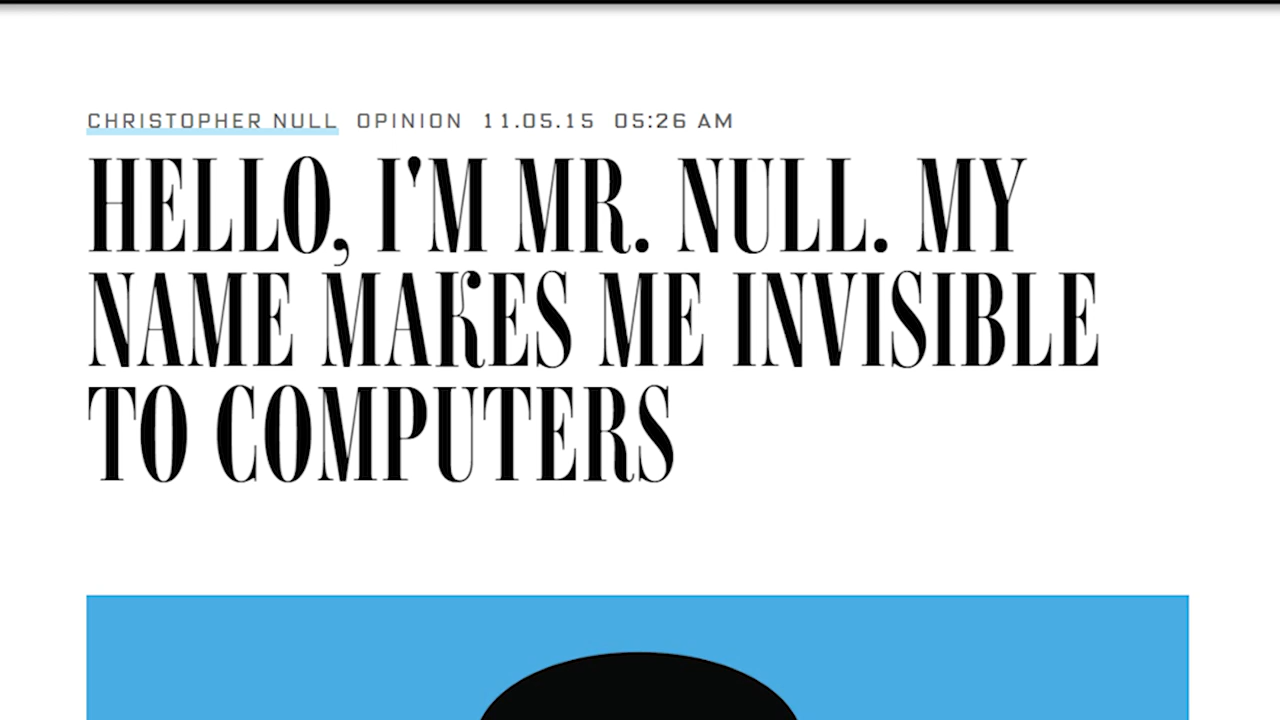 CHRISTOPHER NULL OPINION 11.05.15 05:26 AM
HELLO, I'M MR. NULL. MY
NAME MAKES ME INVISIBLE
TO COMPUTERS